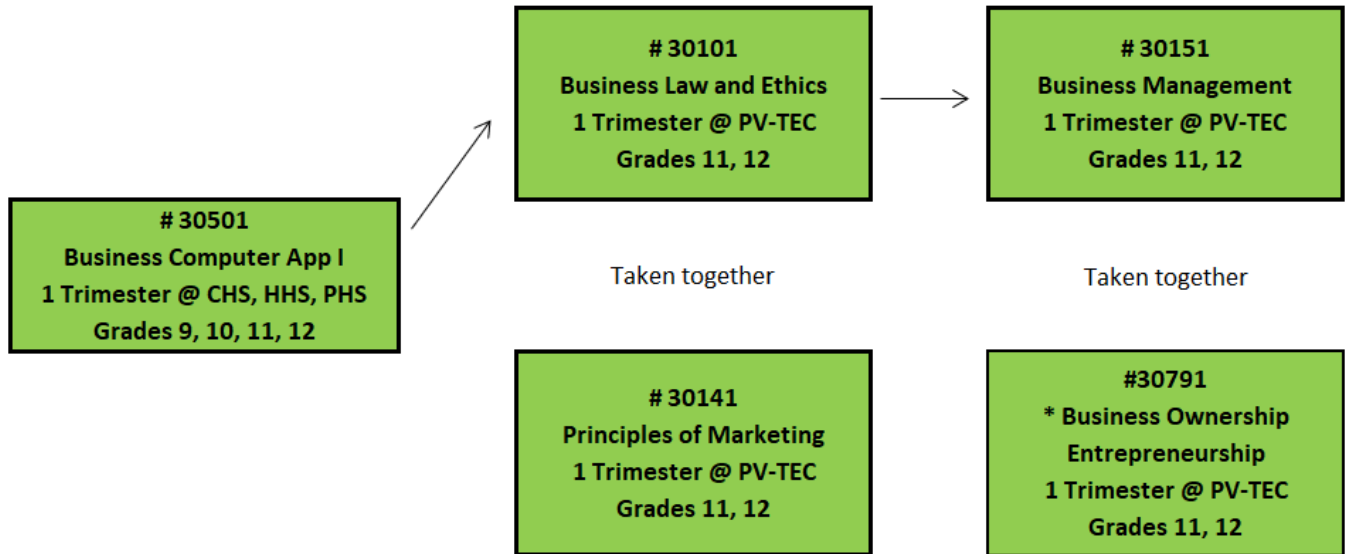 # 30501
Business Computer App I
1 Trimester @ CHS, HHS, PHS
Grades 9, 10, 11, 12
# 30101
Business Law and Ethics
1 Trimester @ PV-TEC
Grades 11, 12
Taken together
# 30141
Principles of Marketing
1 Trimester @ PV-TEC
Grades 11, 12
# 30151
Business Management
1 Trimester @ PV-TEC
Grades 11, 12
Taken together
#30791
* Business Ownership
Entrepreneurship
1 Trimester @ PV-TEC
Grades 11, 12